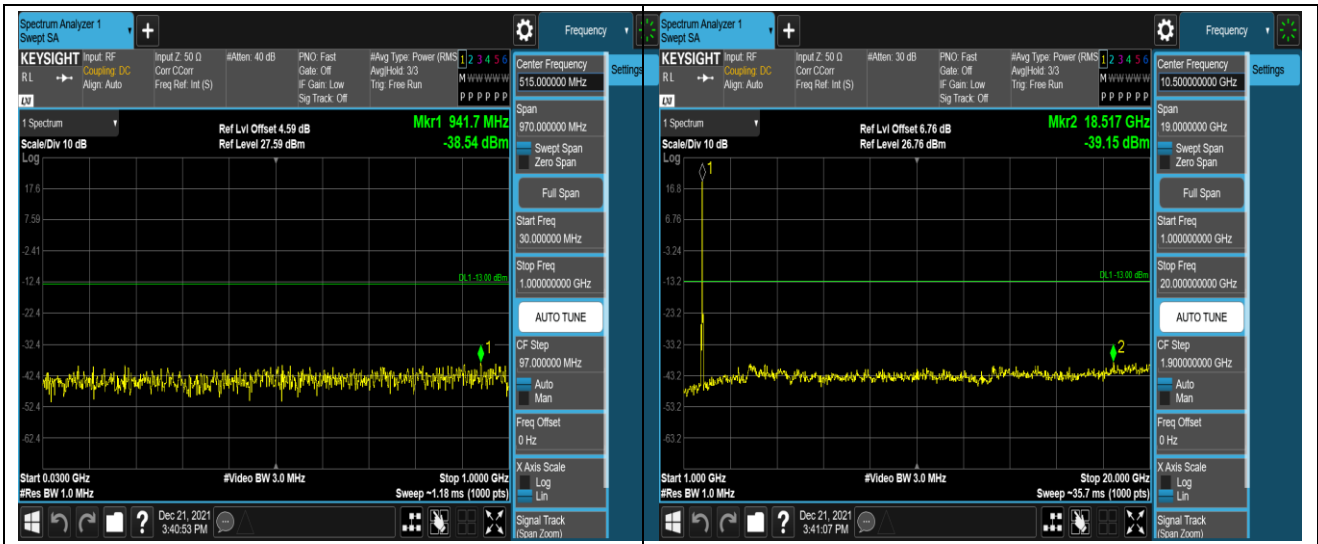 Spectrum Analyzer 1
Swept SA
Frequency
KEYSIGHT
RL
Input: RF
Coupling: DC
Align: Auto
Input Z: 50 Ω
Corr CCorr
Freq Ref: Int (S)
#Atten: 40 dB
PNO: Fast
Gate: Off
IF Gain: Low
Sig Track: Off
#Avg Type: Power (RMS
Avg|Hold: 3/3
Trig: Free Run
1 2 3 4 5 6
M W W W W W
P P P P P P
Center Frequency
515.000000 MHz
Settings
Span
970.000000 MHz
Swept Span
Zero Span
Full Span
Start Freq
30.000000 MHz
Stop Freq
1.000000000 GHz
AUTO TUNE
CF Step
97.000000 MHz
Auto
Man
Freq Offset
0 Hz
X Axis Scale
Log
Lin
Signal Track
(Span Zoom)
1 Spectrum
Scale/Div 10 dB
Log
Ref Lvl Offset 4.59 dB
Ref Level 27.59 dBm
Mkr1 941.7 MHz
-38.54 dBm
17.6
7.59
-2.41
-12.4
-22.4
-32.4
-42.4
-52.4
-62.4
DL1 -13.00 dBm
1
Start 0.0300 GHz
#Res BW 1.0 MHz
#Video BW 3.0 MHz
Stop 1.0000 GHz
Sweep ~1.18 ms (1000 pts)
Dec 21, 2021
3:40:53 PM
Spectrum Analyzer 1
Swept SA
Frequency
KEYSIGHT
RL
Input: RF
Coupling: DC
Align: Auto
Input Z: 50 Ω
Corr CCorr
Freq Ref: Int (S)
#Atten: 30 dB
PNO: Fast
Gate: Off
IF Gain: Low
Sig Track: Off
#Avg Type: Power (RMS
Avg|Hold: 3/3
Trig: Free Run
1 2 3 4 5 6
M W W W W W
P P P P P P
Center Frequency
10.500000000 GHz
Settings
Span
19.0000000 GHz
Swept Span
Zero Span
Full Span
Start Freq
1.000000000 GHz
Stop Freq
20.000000000 GHz
AUTO TUNE
CF Step
1.900000000 GHz
Auto
Man
Freq Offset
0 Hz
X Axis Scale
Log
Lin
Signal Track
(Span Zoom)
1 Spectrum
Scale/Div 10 dB
Log
Ref Lvl Offset 6.76 dB
Ref Level 26.76 dBm
Mkr2 18.517 GHz
-39.15 dBm
1
16.8
6.76
-3.24
-13.2
-23.2
-33.2
-43.2
-53.2
-63.2
DL1 -13.00 dBm
2
Start 1.000 GHz
#Res BW 1.0 MHz
#Video BW 3.0 MHz
Stop 20.000 GHz
Sweep ~35.7 ms (1000 pts)
Dec 21, 2021
3:41:07 PM